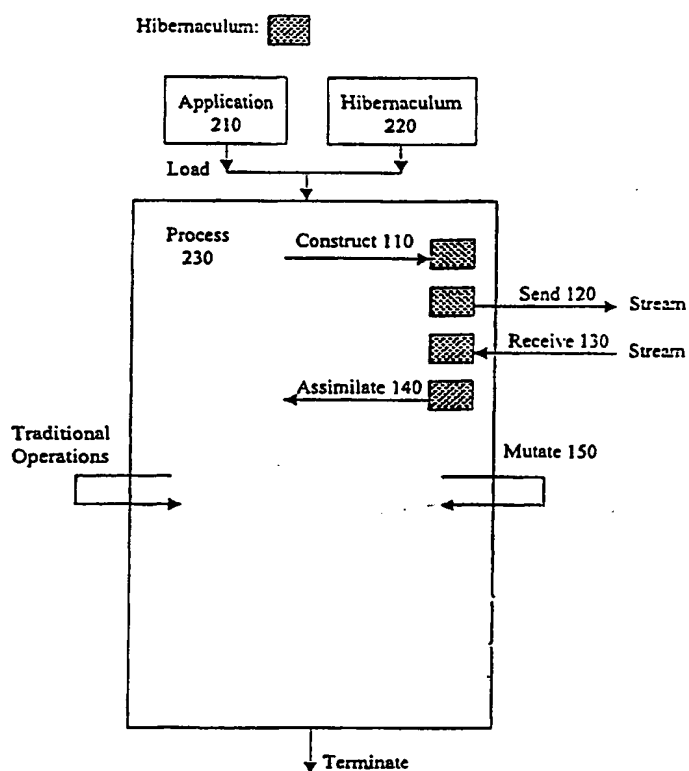 Hibernaculum:
Application
210
Hibernaculum
220
Load
Process
230
Construct 110
Send 120
Stream
Receive 130
Stream
Assimilate 140
Traditional
Operations
Mutate 150
Terminate